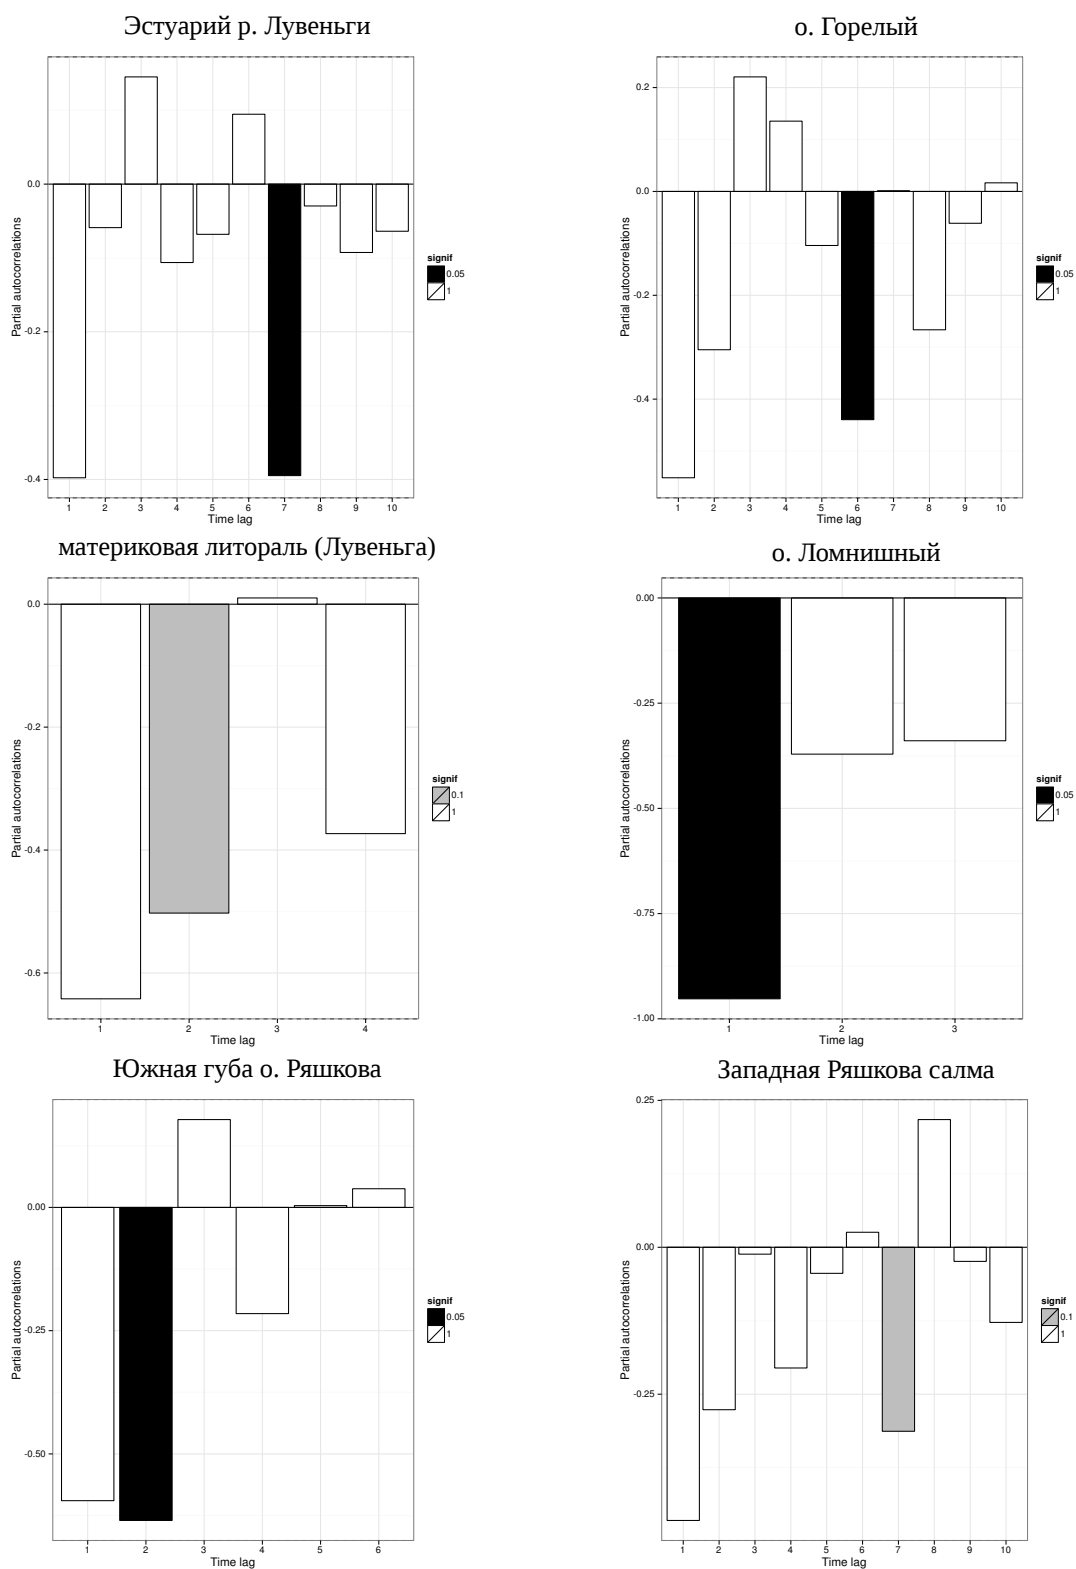 Эстуарий р. Лувеньги
0.0
-0.2
-0.4
Partial autocorrelations
1 2 3 4 5 6 7 8 9 10
Time lag
signif
0.05
1
о. Горелый
0.2
0.0
-0.2
-0.4
Partial autocorrelations
1 2 3 4 5 6 7 8 9 10
Time lag
signif
0.05
1
материковая литораль (Лувеньга)
0.0
-0.2
-0.4
-0.6
Partial autocorrelations
1 2 3 4
Time lag
signif
0.1
1
о. Ломнишный
0.00
-0.25
-0.50
-0.75
-1.00
Partial autocorrelations
1 2 3
Time lag
signif
0.05
1
Южная губа о. Ряшкова
0.00
-0.25
-0.50
Partial autocorrelations
1 2 3 4 5 6
Time lag
signif
0.05
1
Западная Ряшкова салма
0.25
0.00
-0.25
Partial autocorrelations
1 2 3 4 5 6 7 8 9 10
Time lag
signif
0.1
1